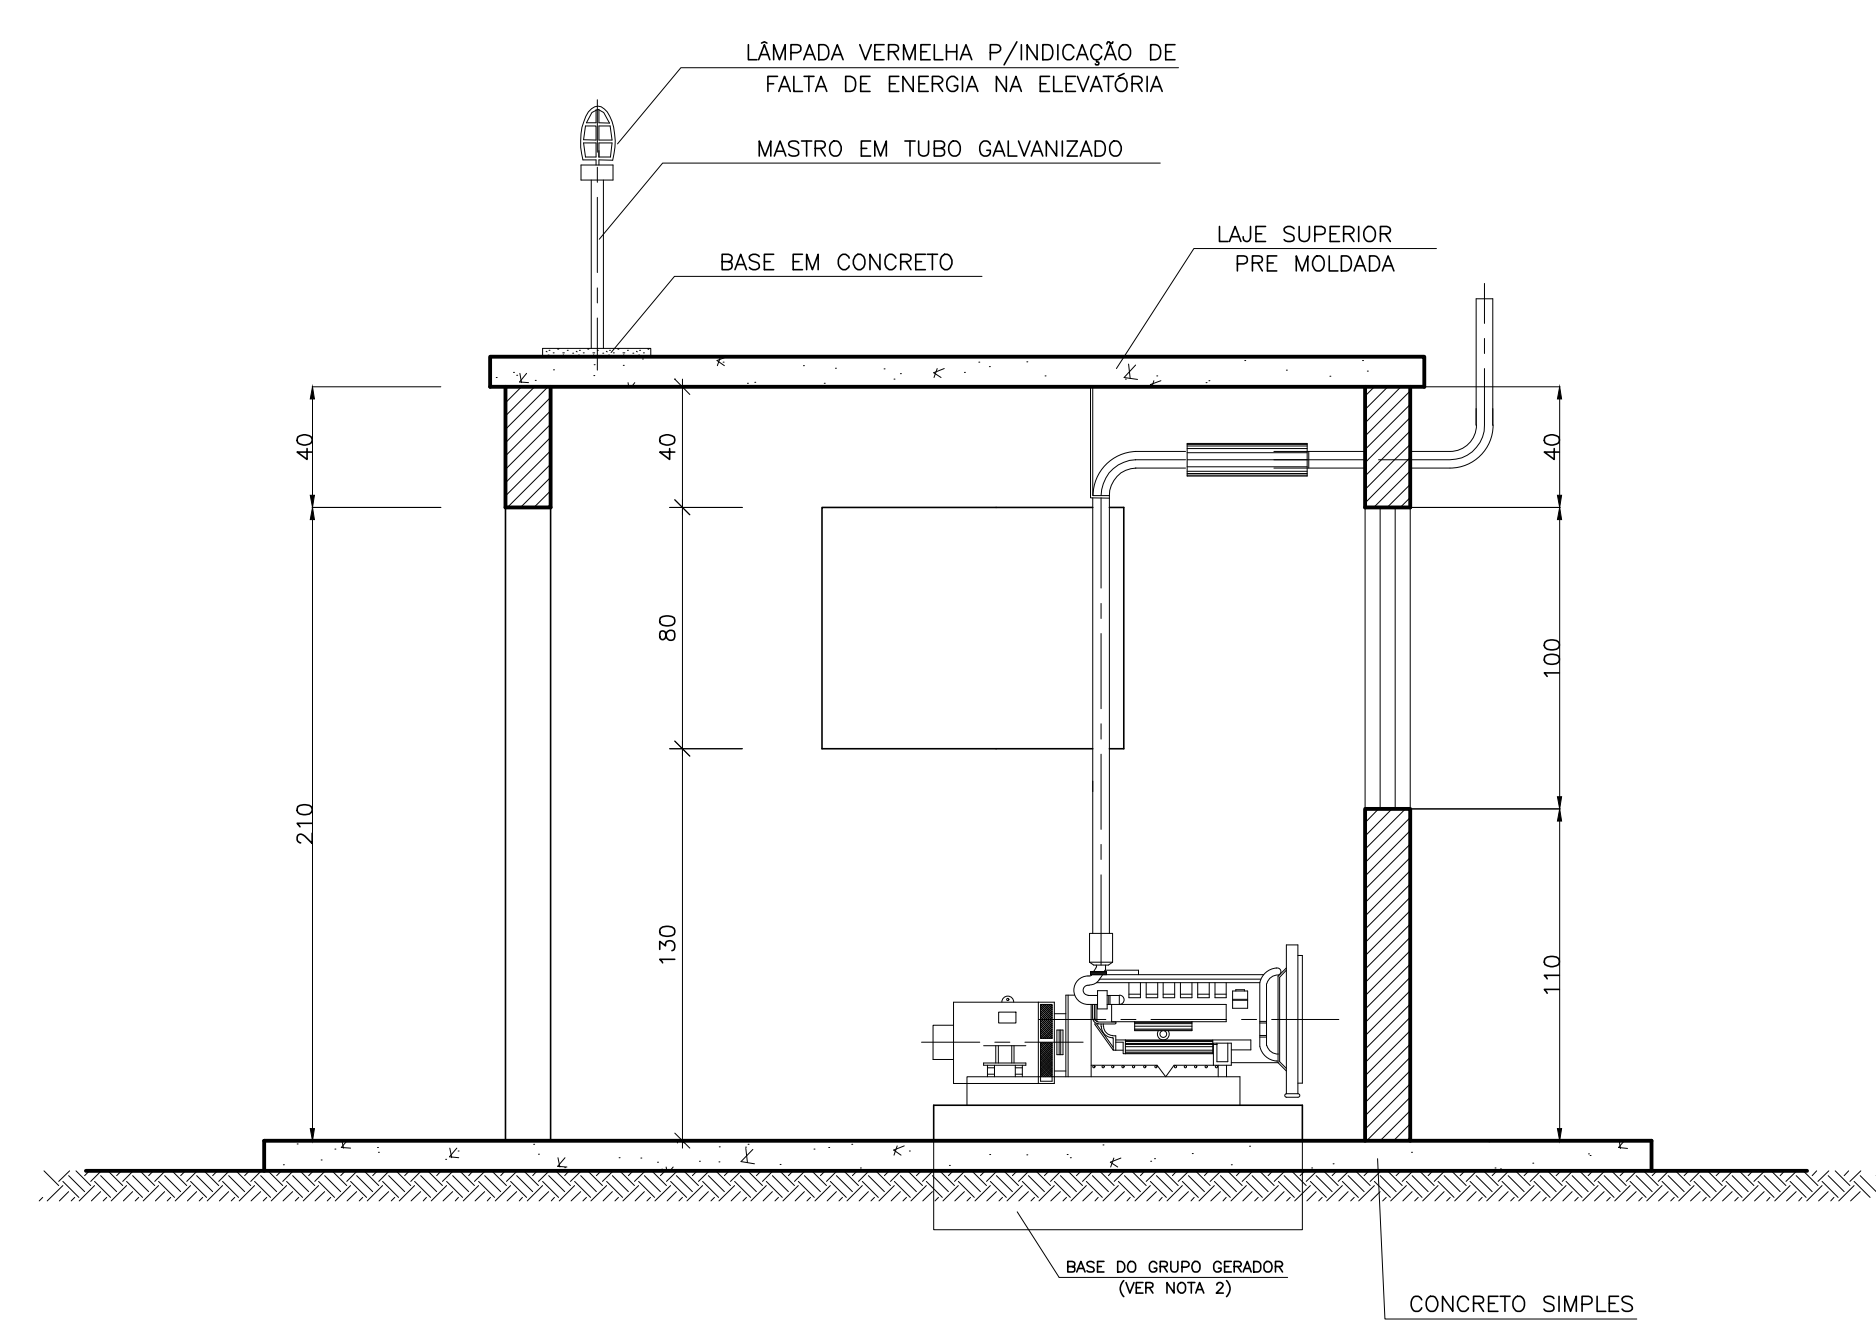 LÂMPADA VERMELHA P/INDICAÇÃO DE
FALTA DE ENERGIA NA ELEVATÓRIA
MASTRO EM TUBO GALVANIZADO
LAJE SUPERIOR
PRE MOLDADA
BASE EM CONCRETO
40
40
40
80
100
210
130
110
BASE DO GRUPO GERADOR
(VER NOTA 2)
CONCRETO SIMPLES